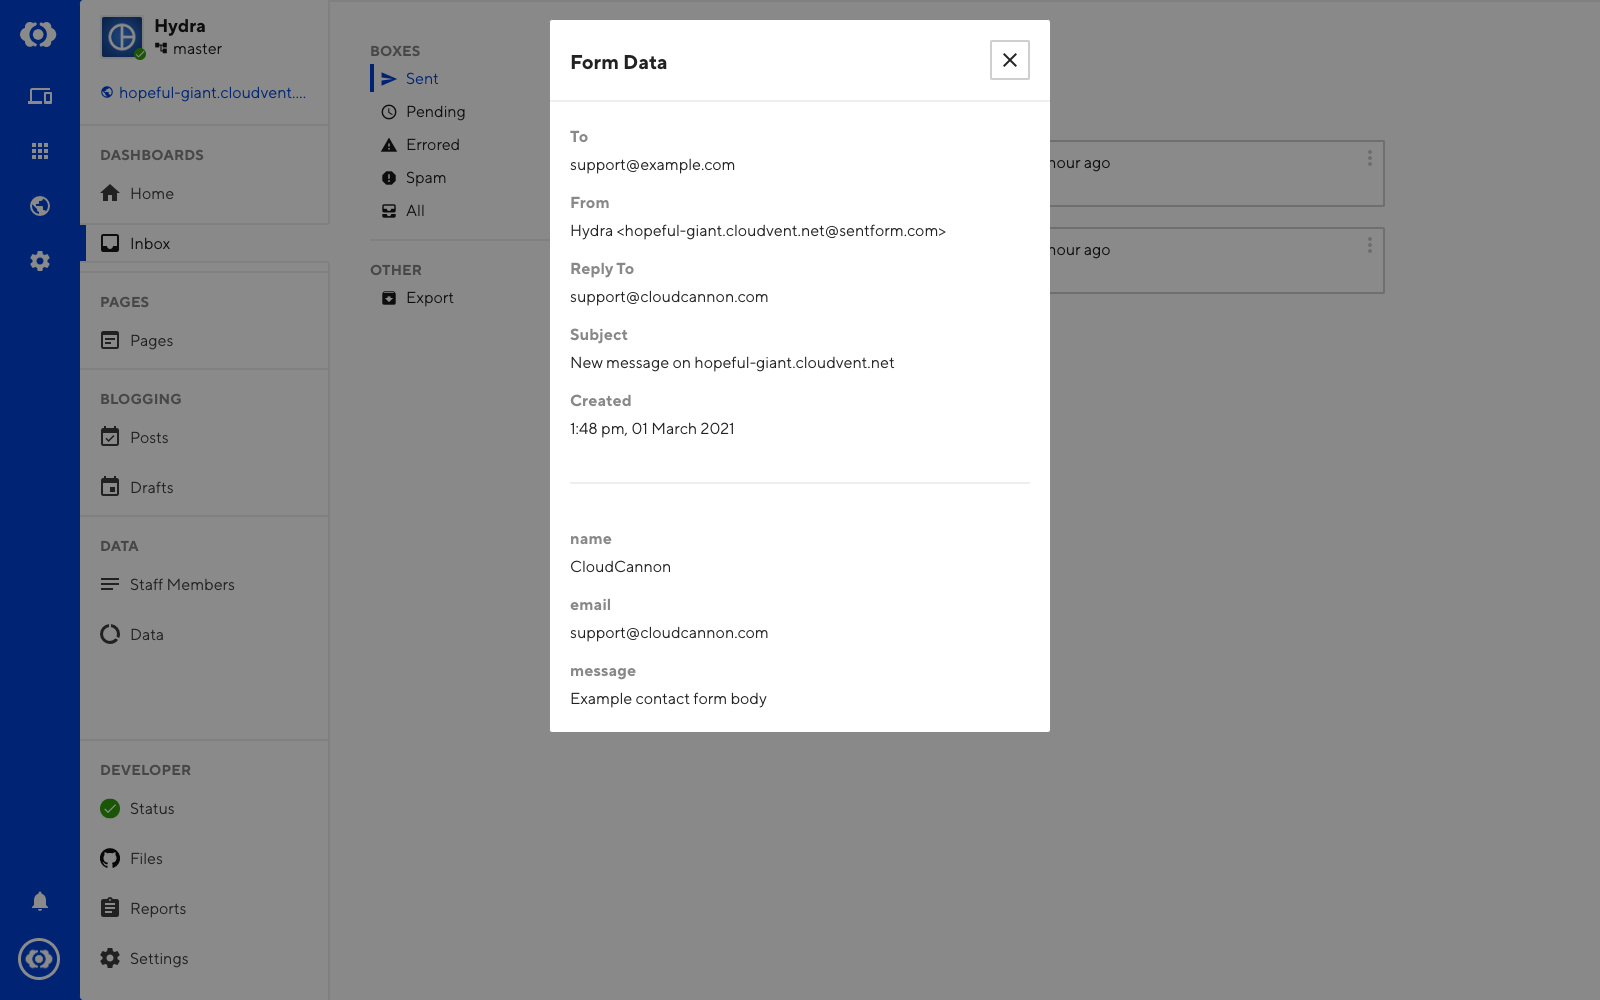 Hydra
master
hopeful-giant.cloudvent....
DASHBOARDS
Home
Inbox
PAGES
Pages
BLOGGING
Posts
Drafts
DATA
Staff Members
Data
DEVELOPER
Status
Files
Reports
Settings
BOXES
Sent
Pending
Errored
Spam
All
OTHER
Export
Form Data
To
support@example.com
From
Hydra <hopeful-giant.cloudvent.net@sentform.com>
Reply To
support@cloudcannon.com
Subject
New message on hopeful-giant.cloudvent.net
Created
1:48 pm, 01 March 2021
name
CloudCannon
email
support@cloudcannon.com
message
Example contact form body
hour ago
hour ago